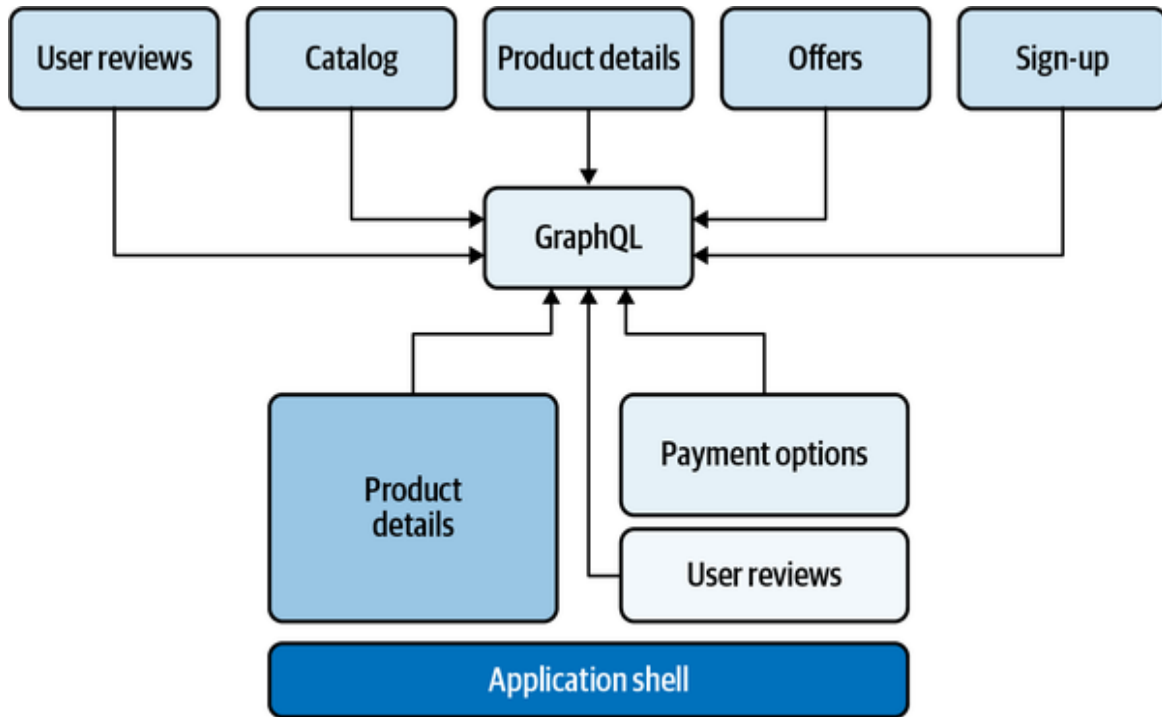 User reviews
Catalog
Product details
Offers
Sign-up
GraphQL
Product
details
Payment options
User reviews
Application shell